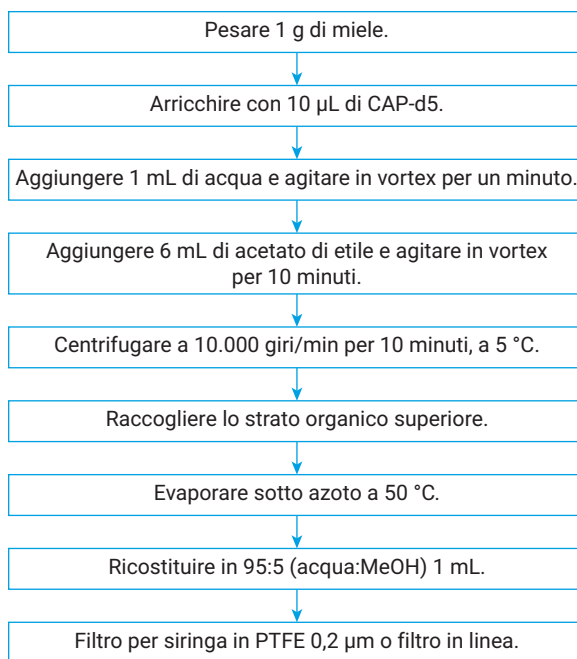 Pesare 1 g di miele.
Arricchire con 10 µL di CAP-d5.
Aggiungere 1 mL di acqua e agitare in vortex per un minuto.
Aggiungere 6 mL di acetato di etile e agitare in vortex
per 10 minuti.
Centrifugare a 10.000 giri/min per 10 minuti, a 5 °C.
Raccogliere lo strato organico superiore.
Evaporare sotto azoto a 50 °C.
Ricostituire in 95:5 (acqua:MeOH) 1 mL.
Filtro per siringa in PTFE 0,2 µm o filtro in linea.